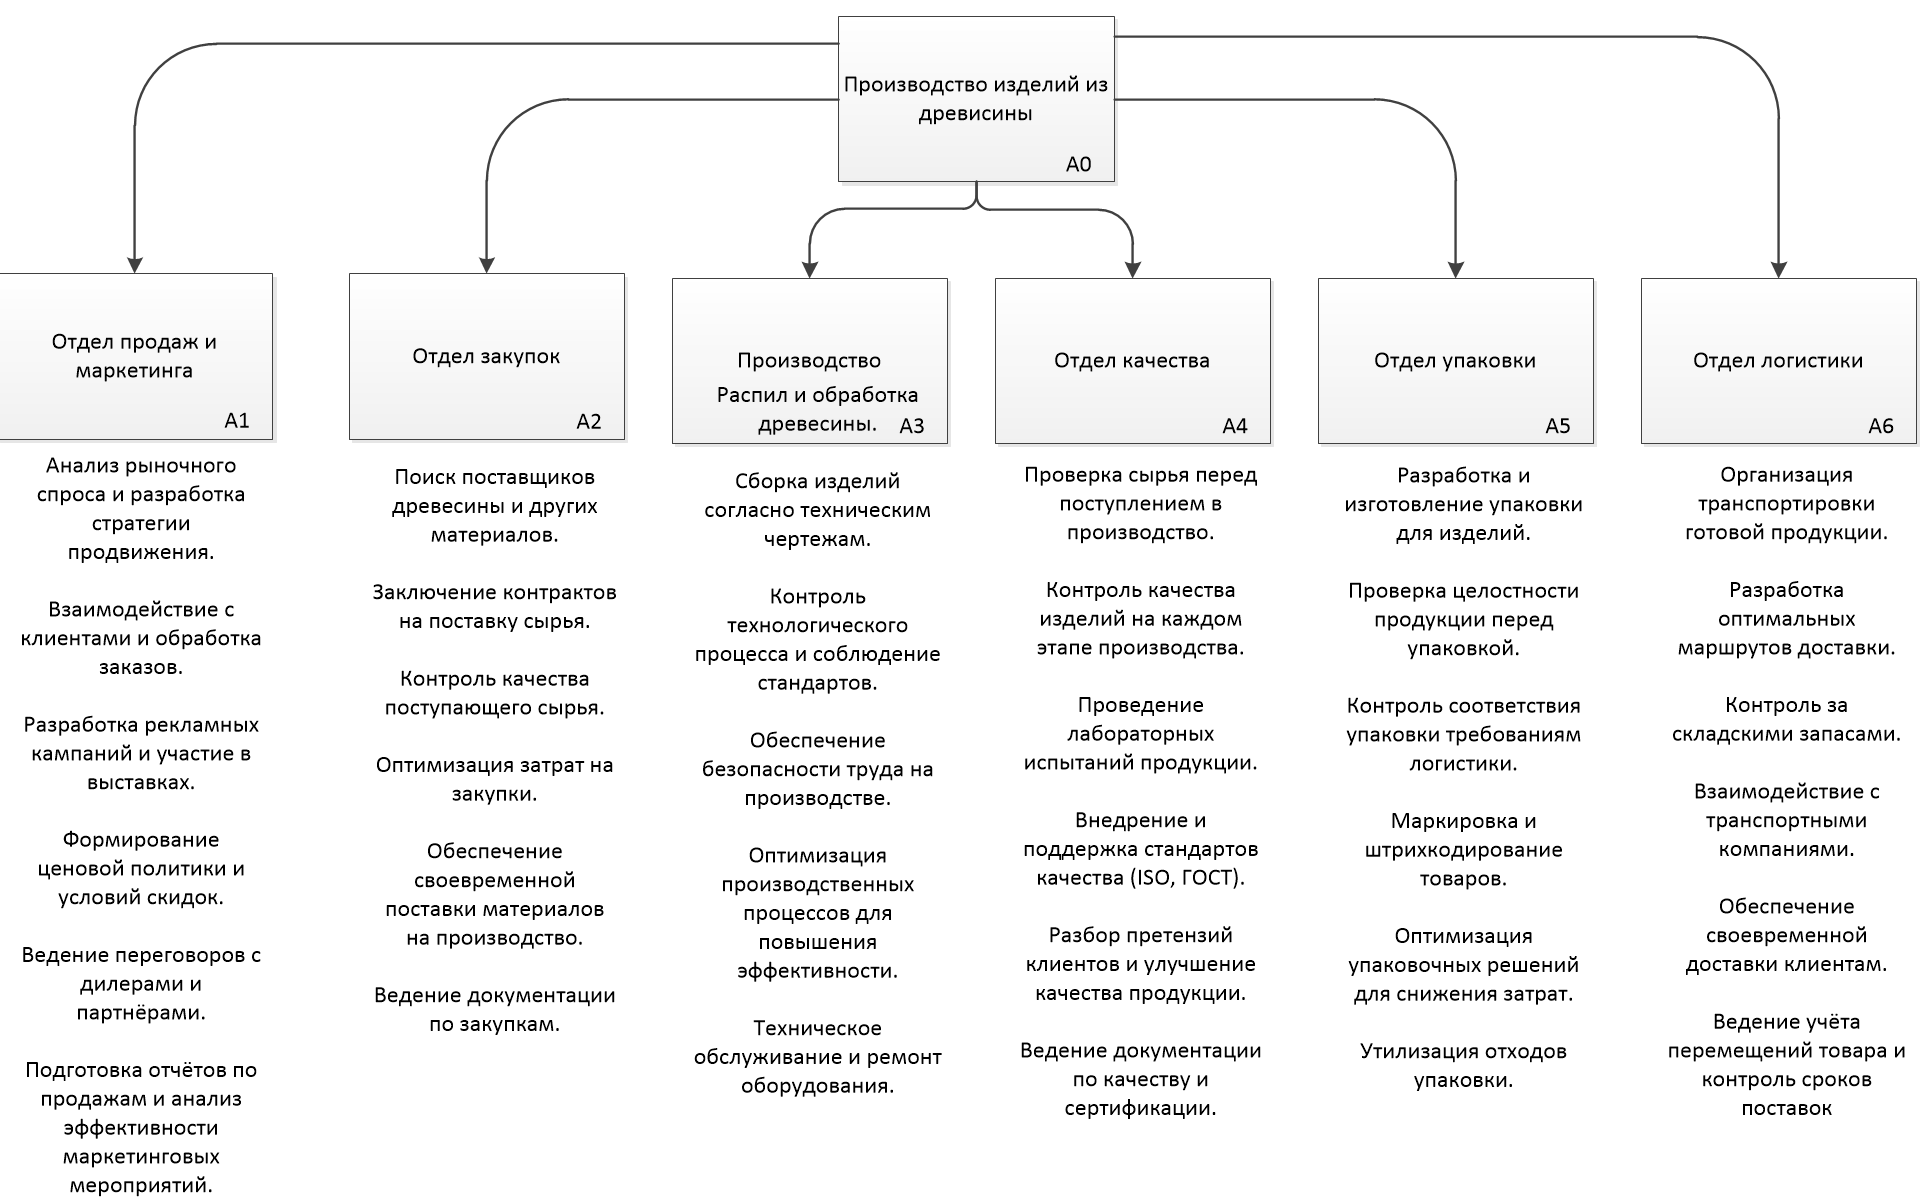 Производство изделий из
древисины
A0
Отдел продаж и
маркетинга
A1
Анализ рыночного
спроса и разработка
стратегии
продвижения.
Взаимодействие с
клиентами и обработка
заказов.
Разработка рекламных
кампаний и участие в
выставках.
Формирование
ценовой политики и
условий скидок.
Ведение переговоров с
дилерами и
партнёрами.
Подготовка отчётов по
продажам и анализ
эффективности
маркетинговых
мероприятий.
Отдел закупок
A2
Поиск поставщиков
древесины и других
материалов.
Заключение контрактов
на поставку сырья.
Контроль качества
поступающего сырья.
Оптимизация затрат на
закупки.
Обеспечение
своевременной
поставки материалов
на производство.
Ведение документации
по закупкам.
Производство
Распил и обработка
древесины.
A3
Сборка изделий
согласно техническим
чертежам.
Контроль
технологического
процесса и соблюдение
стандартов.
Обеспечение
безопасности труда на
производстве.
Оптимизация
производственных
процессов для
повышения
эффективности.
Техническое
обслуживание и ремонт
оборудования.
Отдел качества
A4
Проверка сырья перед
поступлением в
производство.
Контроль качества
изделий на каждом
этапе производства.
Проведение
лабораторных
испытаний продукции.
Внедрение и
поддержка стандартов
качества (ISO, ГОСТ).
Разбор претензий
клиентов и улучшение
качества продукции.
Ведение документации
по качеству и
сертификации.
Отдел упаковки
A5
Разработка и
изготовление упаковки
для изделий.
Проверка целостности
продукции перед
упаковкой.
Контроль соответствия
упаковки требованиям
логистики.
Маркировка и
штрихкодирование
товаров.
Оптимизация
упаковочных решений
для снижения затрат.
Утилизация отходов
упаковки.
Отдел логистики
A6
Организация
транспортировки
готовой продукции.
Разработка
оптимальных
маршрутов доставки.
Контроль за
складскими запасами.
Взаимодействие с
транспортными
компаниями.
Обеспечение
своевременной
доставки клиентам.
Ведение учёта
перемещений товара и
контроль сроков
поставок